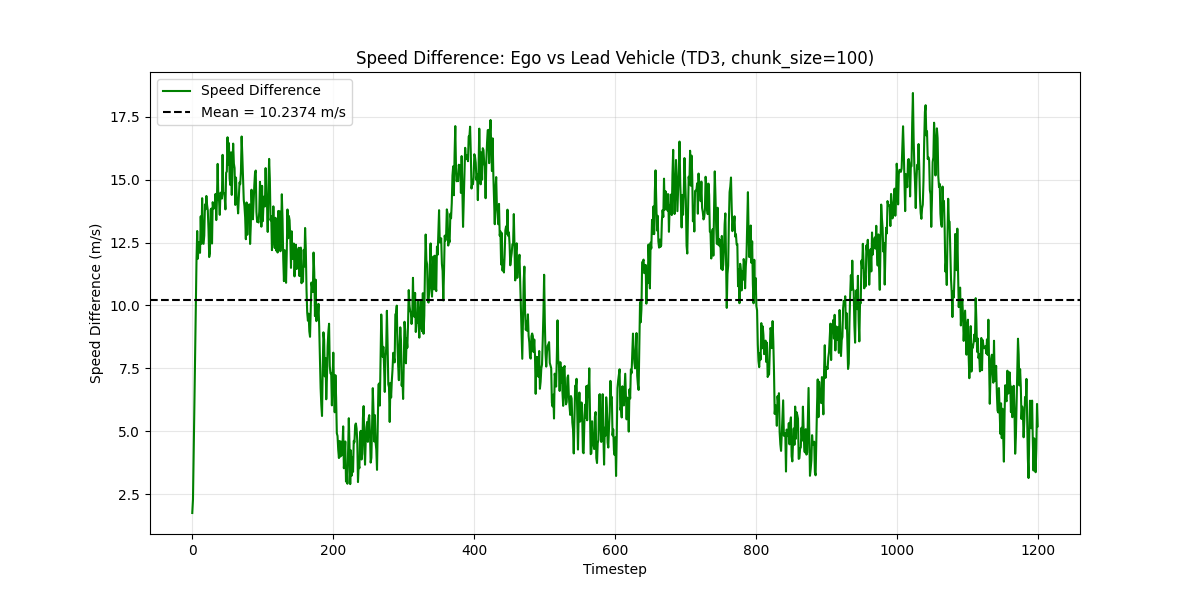 Speed Difference: Ego vs Lead Vehicle (TD3, chunk_size=100)
Speed Difference
Mean = 10.2374 m/s
Speed Difference (m/s)
17.5
15.0
12.5
10.0
7.5
5.0
2.5
0 200 400 600 800 1000 1200
Timestep